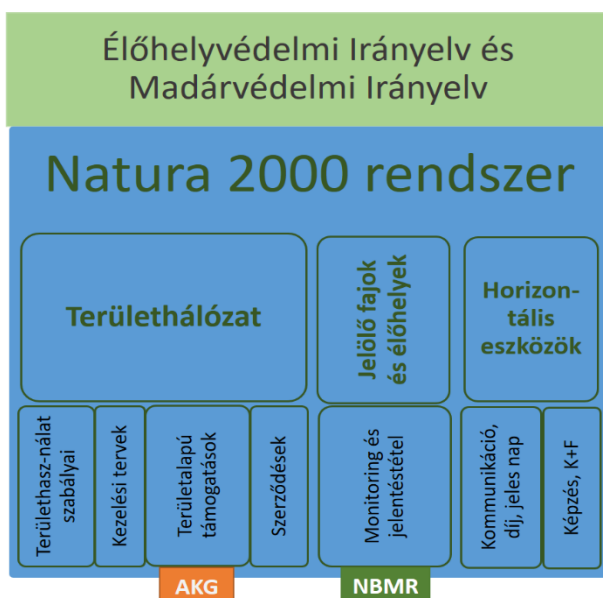 Élőhelyvédelmi Irányelv és
Madárvédelmi Irányelv
Natura 2000 rendszer
Területhálózat
Jelölő fajok
és élőhelyek
Horizon-
tális
eszközök
Területhasz-nálat
szabályai
Kezelési tervek
Területalapú
támogatások
Szerződések
Monitoring és
jelentéstétel
Kommunikáció,
díj, jeles nap
Képzés, K+F
AKG
NBMR